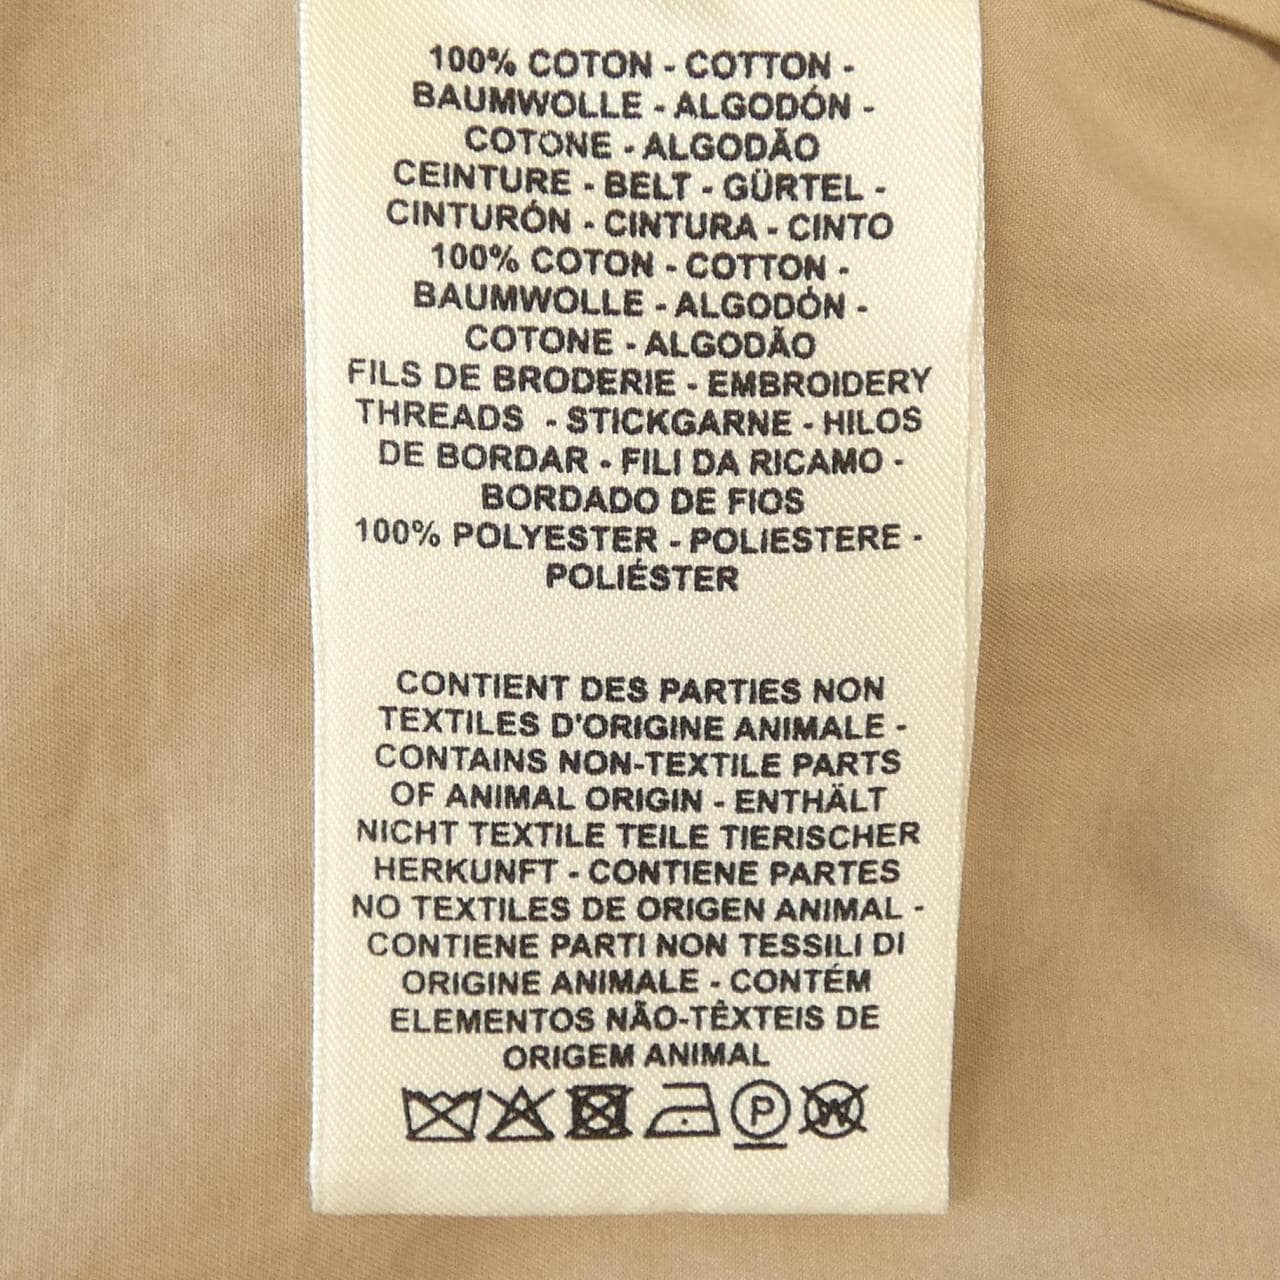 100% COTON - COTTON -
BAUMWOLLE - ALGODÓN -
COTONE - ALGODÃO
CEINTURE - BELT - GÜRTEL -
CINTURÓN - CINTURA - CINTO
100% COTON - COTTON -
BAUMWOLLE - ALGODÓN -
COTONE - ALGODÃO
FILS DE BRODERIE - EMBROIDERY
THREADS - STICKGARNE - HILOS
DE BORDAR - FILI DA RICAMO -
BORDADO DE FIOS
100% POLYESTER - POLIESTERE -
POLIÉSTER
CONTIENT DES PARTIES NON
TEXTILES D'ORIGINE ANIMALE -
CONTAINS NON-TEXTILE PARTS
OF ANIMAL ORIGIN - ENTHÄLT
NICHT TEXTILE TEILE TIERISCHER
HERKUNFT - CONTIENE PARTES
NO TEXTILES DE ORIGEN ANIMAL -
CONTIENE PARTI NON TESSILI DI
ORIGINE ANIMALE - CONTÉM
ELEMENTOS NÃO-TÊXTEIS DE
ORIGEM ANIMAL
P W